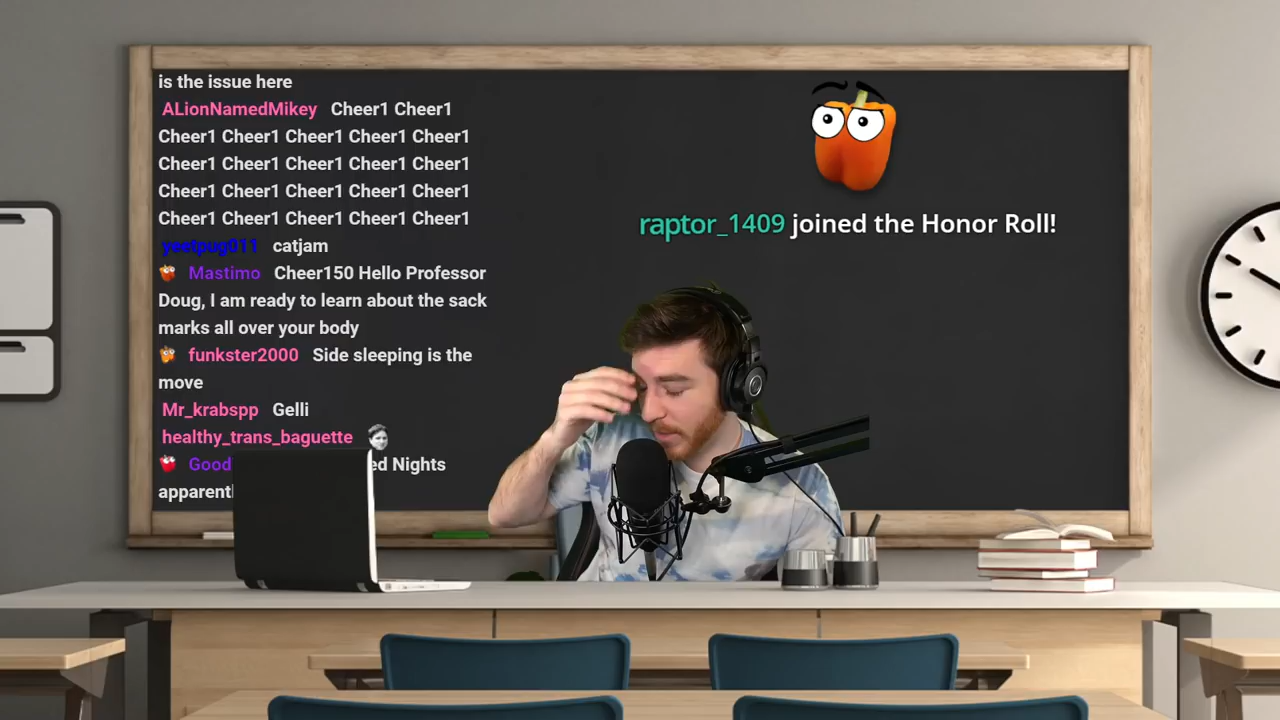 is the issue here
ALionNamedMikey Cheer1 Cheer1
Cheer1 Cheer1 Cheer1 Cheer1 Cheer1
Cheer1 Cheer1 Cheer1 Cheer1 Cheer1
Cheer1 Cheer1 Cheer1 Cheer1 Cheer1
Cheer1 Cheer1 Cheer1 Cheer1 Cheer1
yeetpug011 catjam
Mastimo Cheer150 Hello Professor
Doug, I am ready to learn about the sack
marks all over your body
funkster2000 Side sleeping is the
move
Mr_krabspp Gelli
healthy_trans_baguette
Nights
raptor_1409 joined the Honor Roll!